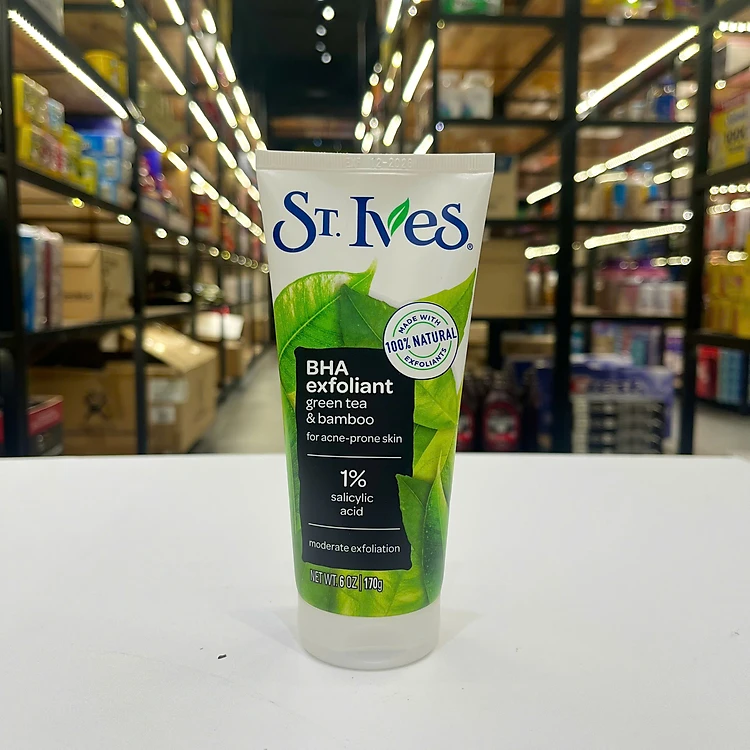 St. Ives®
MADE WITH
100% NATURAL
EXFOLIANTS
BHA
exfoliant
green tea
& bamboo
for acne-prone skin
1%
salicylic
acid
moderate exfoliation
NET WT. 6 OZ | 170g